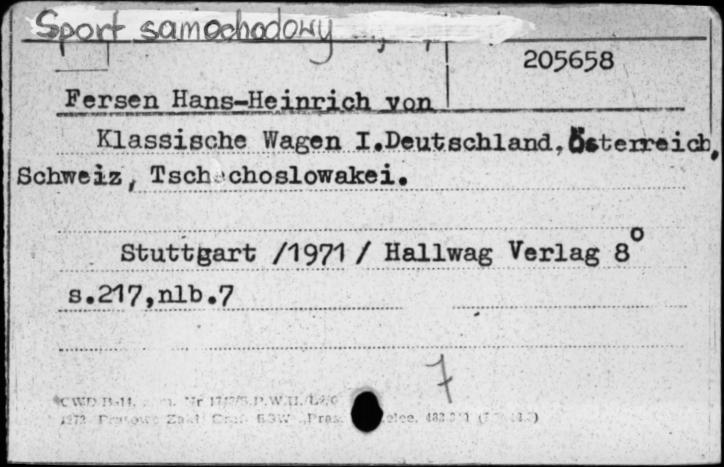 Sport samochodowy
205658
Fersen Hans-Heinrich von
Klassische Wagen I.Deutschland,Österreich,
Schweiz, Tschechoslowakei.
Stuttgart /1971/ Hallwag Verlag 8°
s.217,nlb.7
7
CWD